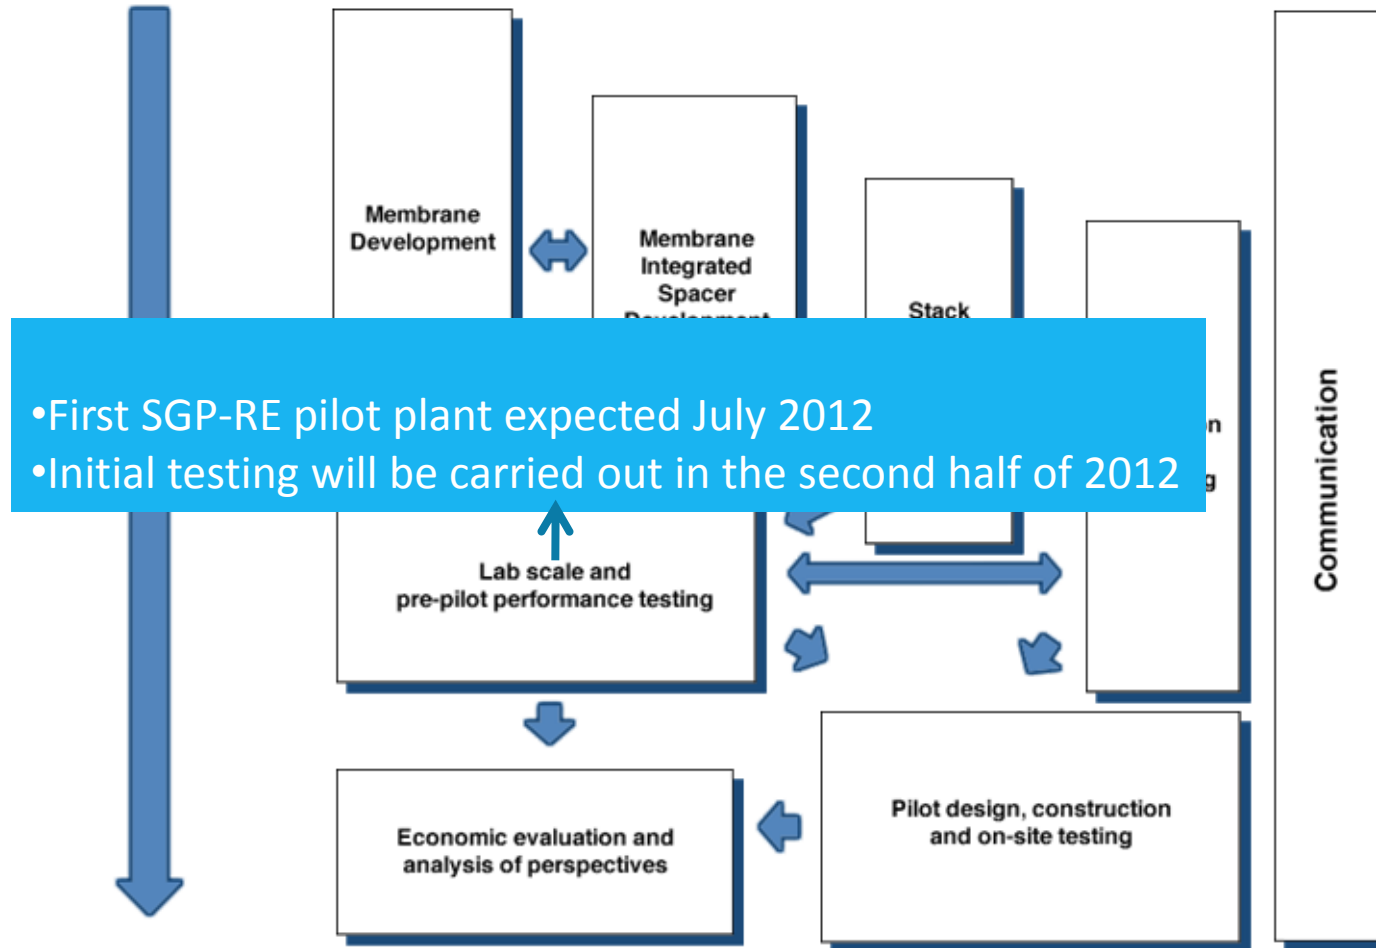 Membrane
Development
Membrane
Integrated
Spacer
Development
Stack
•First SGP-RE pilot plant expected July 2012
•Initial testing will be carried out in the second half of 2012
Lab scale and
pre-pilot performance testing
Economic evaluation and
analysis of perspectives
Pilot design, construction
and on-site testing
Communication